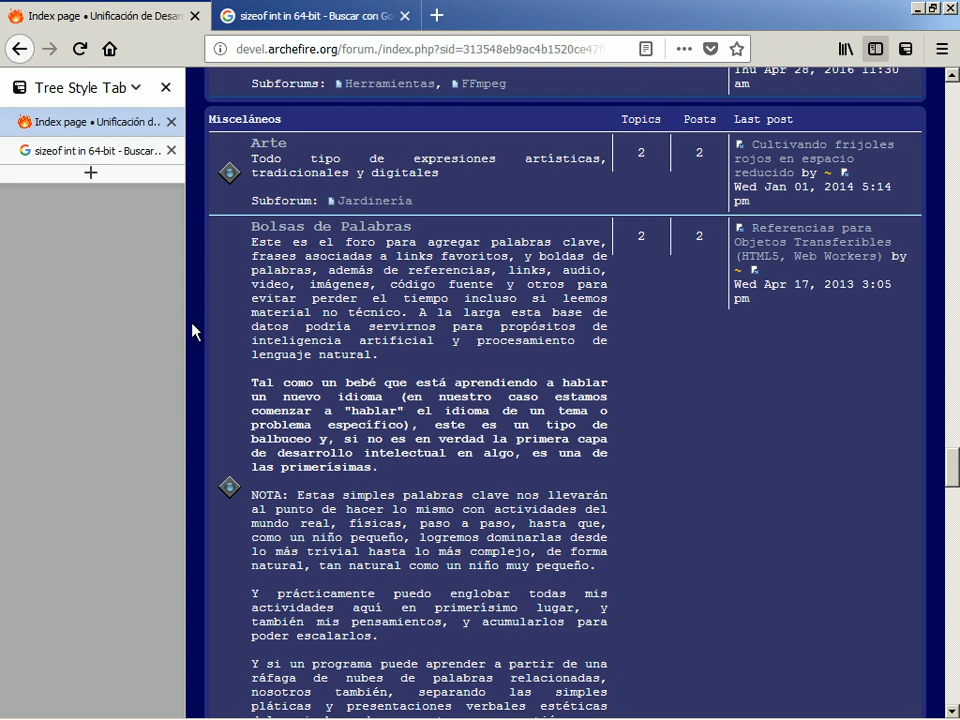 Index page • Unificación de Desar
sizeof int in 64-bit - Buscar con Go
devel.archefire.org/forum./index.php?sid=313548eb9ac4b1520ce47
Tree Style Tab
Index page • Unificación d..
sizeof int in 64-bit - Buscar..
Thu Apr 28, 2016 11:30
am
Subforums: Herramientas, FFmpeg
Misceláneos Topics Posts Last post
Arte
Todo tipo de expresiones artísticas,
tradicionales y digitales
Subforum: Jardinería
2 2
Cultivando frijoles
rojos en espacio
reducido by ~
Wed Jan 01, 2014 5:14
pm
Bolsas de Palabras
Este es el foro para agregar palabras clave,
frases asociadas a links favoritos, y boldas de
palabras, además de referencias, links, audio,
video, imágenes, código fuente y otros para
evitar perder el tiempo incluso si leemos
material no técnico. A la larga esta base de
datos podría servirnos para propósitos de
inteligencia artificial y procesamiento de
lenguaje natural.
Tal como un bebé que está aprendiendo a hablar
un nuevo idioma (en nuestro caso estamos
comenzar a "hablar" el idioma de un tema o
problema específico), este es un tipo de
balbuceo y, si no es en verdad la primera capa
de desarrollo intelectual en algo, es una de
las primerísimas.
NOTA: Estas simples palabras clave nos llevarán
al punto de hacer lo mismo con actividades del
mundo real, físicas, paso a paso, hasta que,
como un niño pequeño, logremos dominarlas desde
lo más trivial hasta lo más complejo, de forma
natural, tan natural como un niño muy pequeño.
Y prácticamente puedo englobar todas mis
actividades aquí en primerísimo lugar, y
también mis pensamientos, y acumularlos para
poder escalarlos.
Y si un programa puede aprender a partir de una
ráfaga de nubes de palabras relacionadas,
nosotros también, separando las simples
pláticas y presentaciones verbales estéticas
2 2
Referencias para
Objetos Transferibles
(HTML5, Web Workers) by
~
Wed Apr 17, 2013 3:05
pm